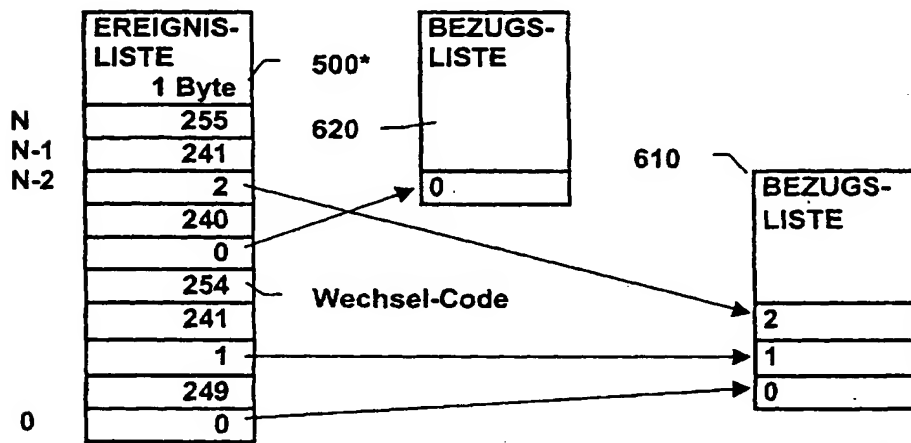 EREIGNIS-
LISTE
1 Byte
500*
BEZUGS-
LISTE
620
0
610
BEZUGS-
LISTE
2
1
0
N 255
N-1 241
N-2 2
240
0
254 Wechsel-Code
241
1
249
0 0